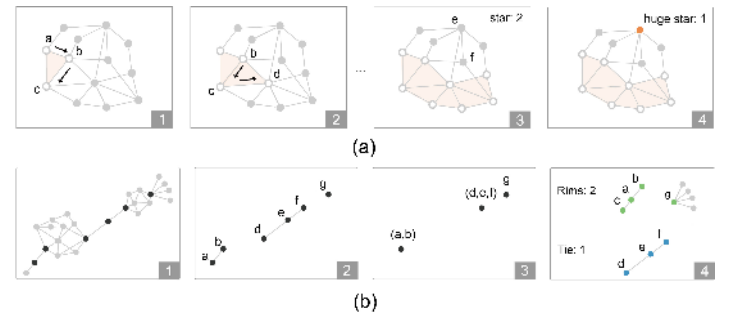 a
b
c
1
b
d
c
2
...
e
star: 2
f
3
huge star: 1
4
(a)
1
g
f
e
d
b
a
2
g
(d,e,f)
(a,b)
3
Rims: 2
b
a
c
g
Tie: 1
f
e
d
4
(b)